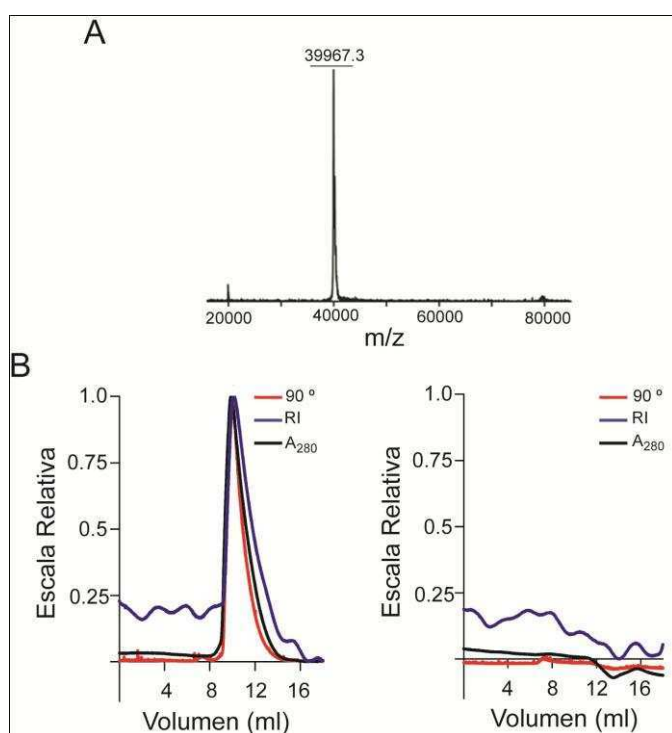 A
39967.3
20000 40000 60000 80000
m/z
B
1.0
0.75
0.5
0.25
Escala Relativa
90 º
RI
A280
4 8 12 16
Volumen (ml)
1.0
0.75
0.5
0.25
Escala Relativa
90 º
RI
A280
4 8 12 16
Volumen (ml)